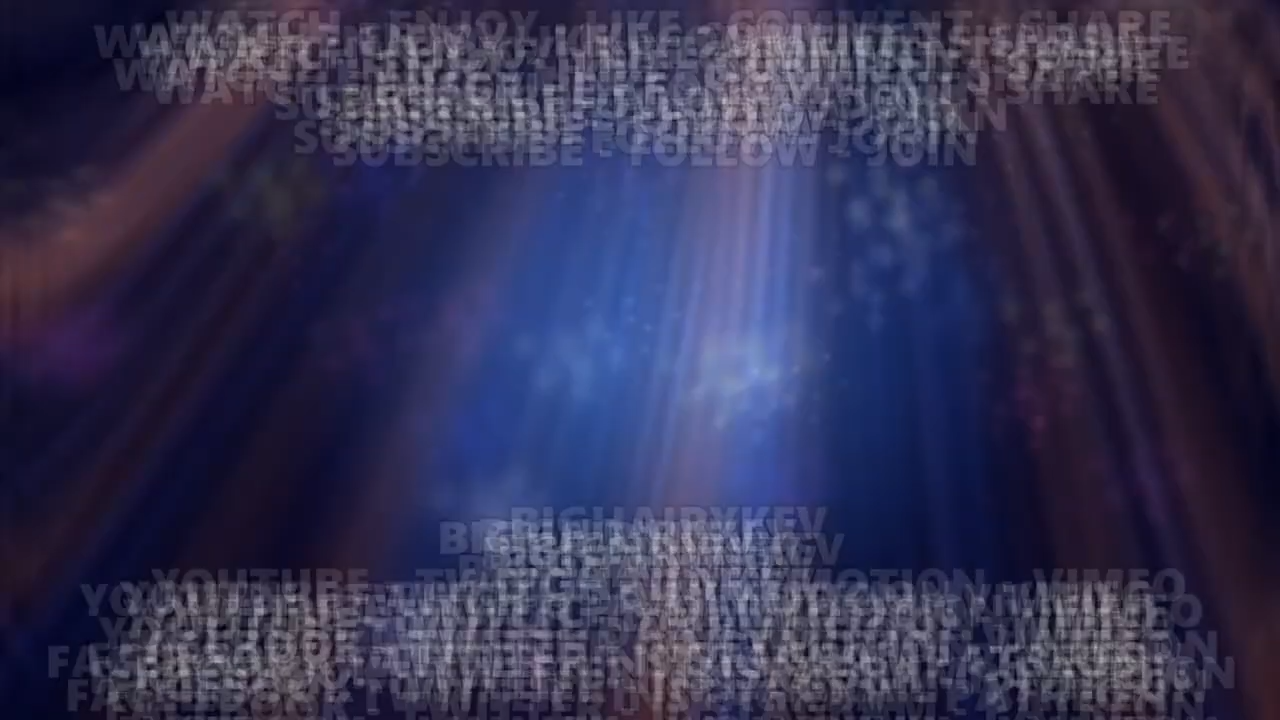 WATCH - ENJOY - LIKE - COMMENT - SHARE
SUBSCRIBE - FOLLOW - JOIN
BIGHAIRYKEV
YOUTUBE - TWITCH - DAILYMOTION - VIMEO
FACEBOOK - TWITTER - INSTAGRAM - PATREON